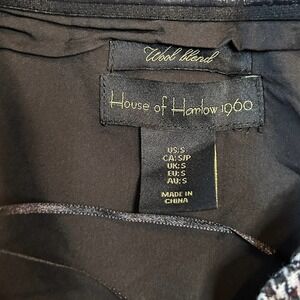 Wool blend
House of Harlow 1960
US: S
CA: S/P
UK: S
EU: S
AU: S
MADE IN
CHINA